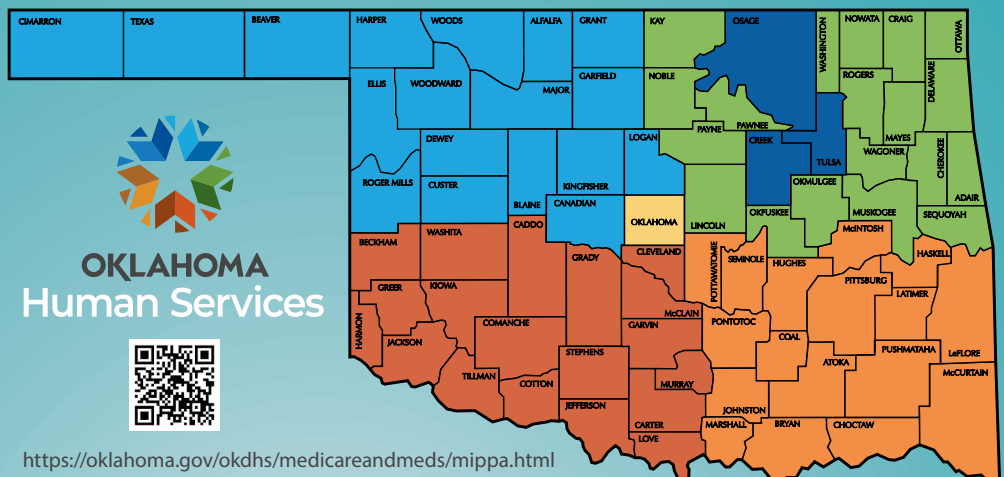 CIMARRON
TEXAS
BEAVER
HARPER
WOODS
ALFALFA
GRANT
KAY
OSAGE
WASHINGTON
NOWATA
CRAIG
OTTAWA
ELLIS
WOODWARD
MAJOR
GARFIELD
NOBLE
ROGERS
DELAWARE
PAWNEE
PAYNE
MAYES
DEWEY
LOGAN
CREEK
TULSA
WAGONER
CHEROKEE
ADAIR
ROGER MILLS
CUSTER
BLAINE
KINGFISHER
CANADIAN
OKLAHOMA
LINCOLN
OKMULGEE
OKFUSKEE
MUSKOGEE
SEQUOYAH
BECKHAM
WASHITA
CADDO
GRADY
CLEVELAND
POTTAWATOMIE
SEMINOLE
HUGHES
McINTOSH
HASKELL
PITTSBURG
LATIMER
GREER
KIOWA
HARMON
JACKSON
COMANCHE
McCLAIN
GARVIN
PONTOTOC
COAL
ATOKA
PUSHMATAHA
LeFLORE
McCURTAIN
TILLMAN
COTTON
STEPHENS
MURRAY
JEFFERSON
CARTER
LOVE
JOHNSTON
MARSHALL
BRYAN
CHOCTAW
OKLAHOMA
Human Services
https://oklahoma.gov/okdhs/medicareandmeds/mippa.html